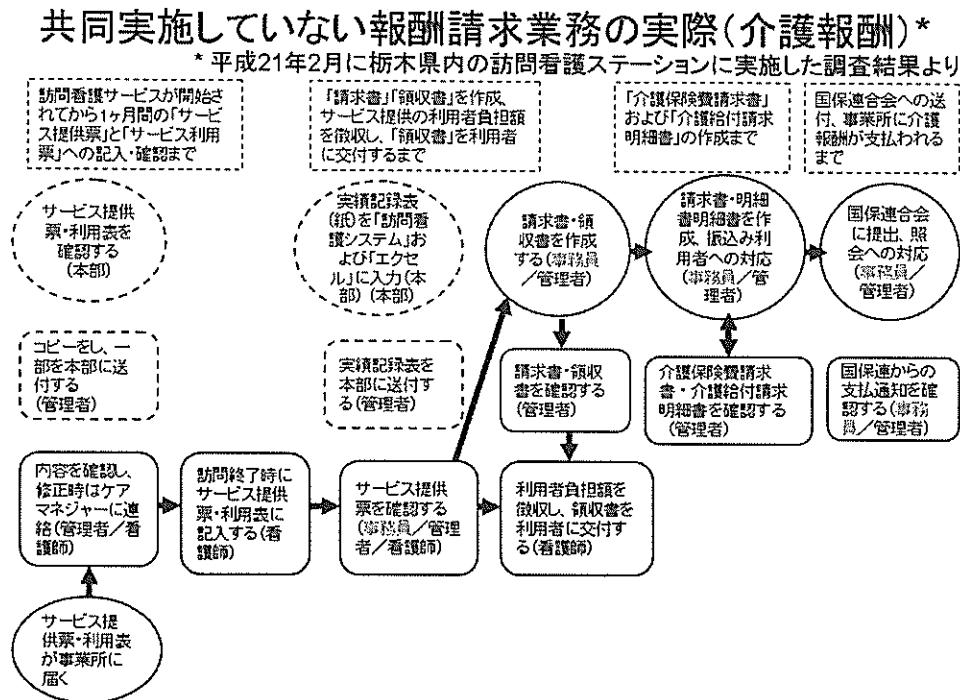 共同実施していない報酬請求業務の実際(介護報酬)*
*平成21年2月に栃木県内の訪問看護ステーションに実施した調査結果より
訪問看護サービスが開始さ
れてから1ヶ月間の「サービ
ス提供票」と「サービス利用
票」への記入・確認まで
「請求書」「領収書」を作成、
サービス提供の利用者負担額
を徴収し、「領収書」を利用者
に交付するまで
「介護保険費請求書」
および「介護給付請求
明細書」の作成まで
国保連合会への送
付、事業所に介護
報酬が支払われる
まで
サービス提供
票・利用表を
確認する
(本部)
実績記録表
(紙)を「訪問看
護システム」お
よび「エクセ
ル」に入力(本
部)(本部)
請求書・領
収書を作成
する(事務員
/管理者)
請求書・明細
書明細書を作
成、振込み利
用者への対応
(事務員/管
理者)
国保連合会
に提出、照
会への対応
(事務員/
管理者)
コピーをし、一
部を本部に送
付する
(管理者)
実績記録表を
本部に送付す
る(管理者)
請求書・領収
書を確認する
(管理者)
介護保険費請求
書・介護給付請求
明細書を確認する
(管理者)
国保連からの
支払通知を確
認する(事務
員/管理者)
内容を確認し、
修正時はケア
マネジャーに連
絡(管理者/看
護師)
訪問終了時に
サービス提供
票・利用表に
記入する(看
護師)
サービス提供
票を確認する
(事務員/管理
者/看護師)
利用者負担額を
徴収し、領収書を
利用者に交付す
る(看護師)
サービス提
供票・利用表
が事業所に
届く